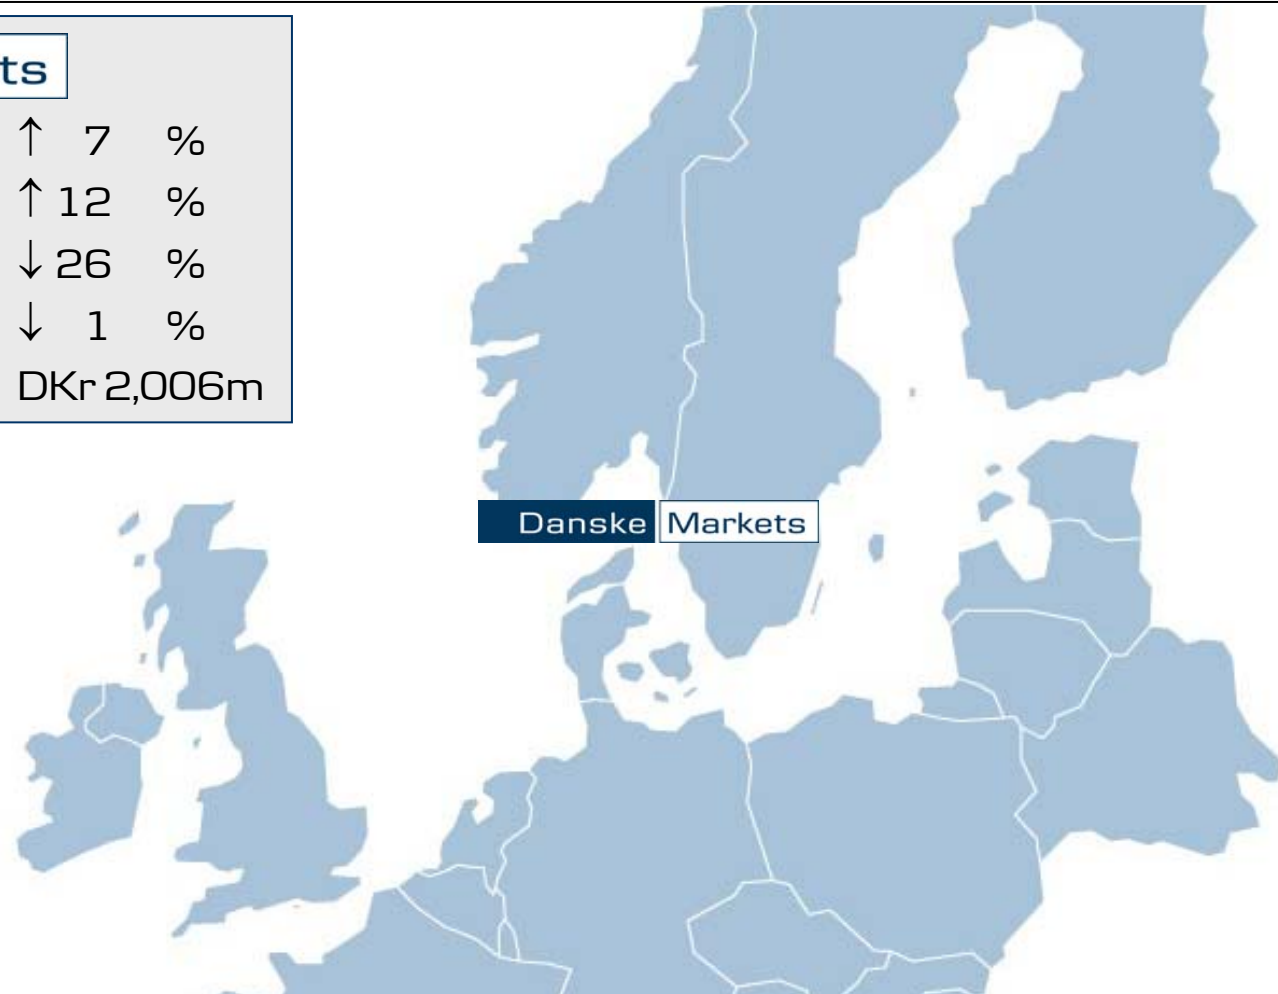 ts
↑ 7 %
↑ 12 %
↓ 26 %
↓ 1 %
DKr 2,006m
Danske Markets